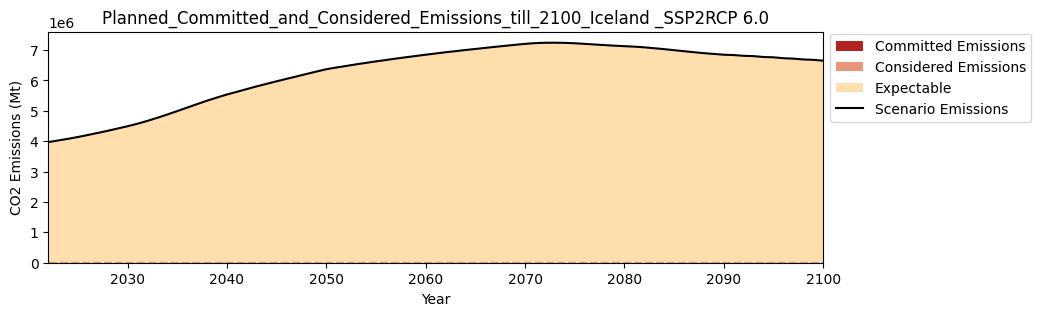 Planned_Committed_and_Considered_Emissions_till_2100_Iceland _SSP2RCP 6.0
1e6
7
6
5
4
3
2
1
0
CO2 Emissions (Mt)
2030 2040 2050 2060 2070 2080 2090 2100
Year
Committed Emissions
Considered Emissions
Expectable
Scenario Emissions